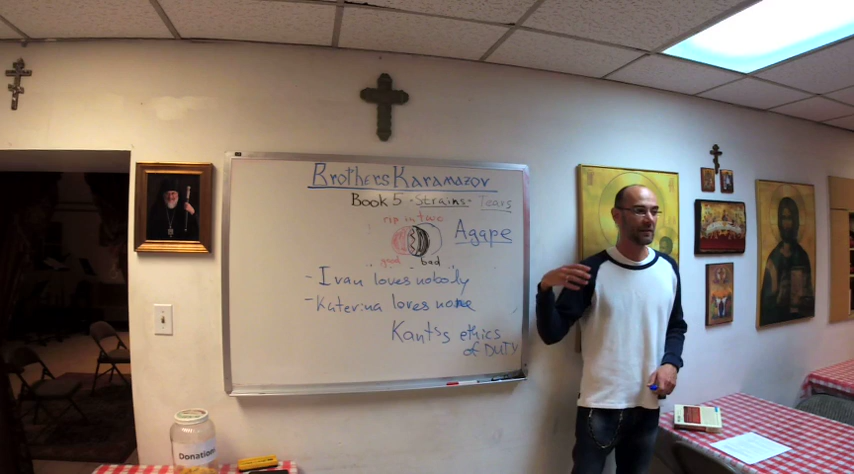 Brothers Karamazov
Book 5 - Strains - Tears
rip in two
Agape
good
bad
- Ivan loves nobody
- Katerina loves none
Kant's ethics
of DUTY
Donations